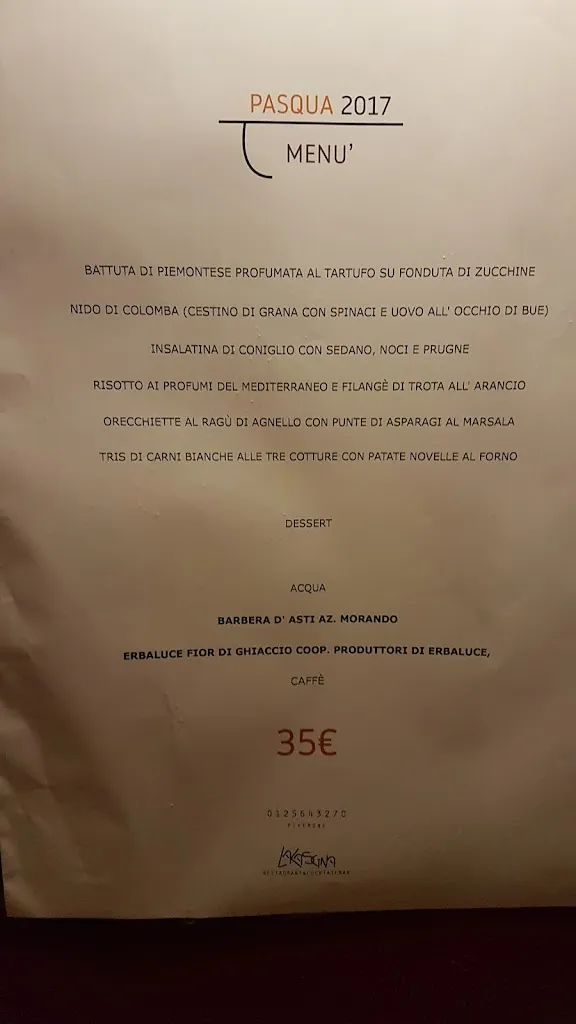 PASQUA 2017
MENU'
BATTUTA DI PIEMONTESE PROFUMATA AL TARTUFO SU FONDUTA DI ZUCCHINE
NIDO DI COLOMBA (CESTINO DI GRANA CON SPINACI E UOVO ALL' OCCHIO DI BUE)
INSALATINA DI CONIGLIO CON SEDANO, NOCI E PRUGNE
RISOTTO AI PROFUMI DEL MEDITERRANEO E FILANGÈ DI TROTA ALL' ARANCIO
ORECCHIETTE AL RAGÙ DI AGNELLO CON PUNTE DI ASPARAGI AL MARSALA
TRIS DI CARNI BIANCHE ALLE TRE COTTURE CON PATATE NOVELLE AL FORNO
DESSERT
ACQUA
BARBERA D' ASTI AZ. MORANDO
ERBALUCE FIOR DI GHIACCIO COOP. PRODUTTORI DI ERBALUCE,
CAFFÈ
35€
0125643270